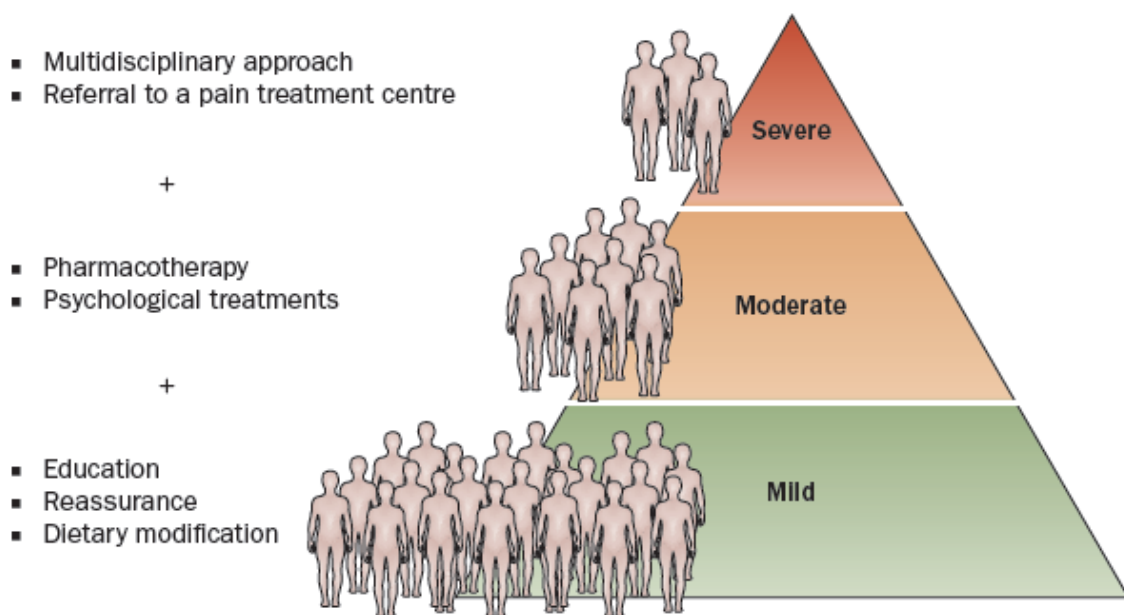 ▪ Multidisciplinary approach
▪ Referral to a pain treatment centre
Severe
+
▪ Pharmacotherapy
▪ Psychological treatments
Moderate
+
▪ Education
▪ Reassurance
▪ Dietary modification
Mild